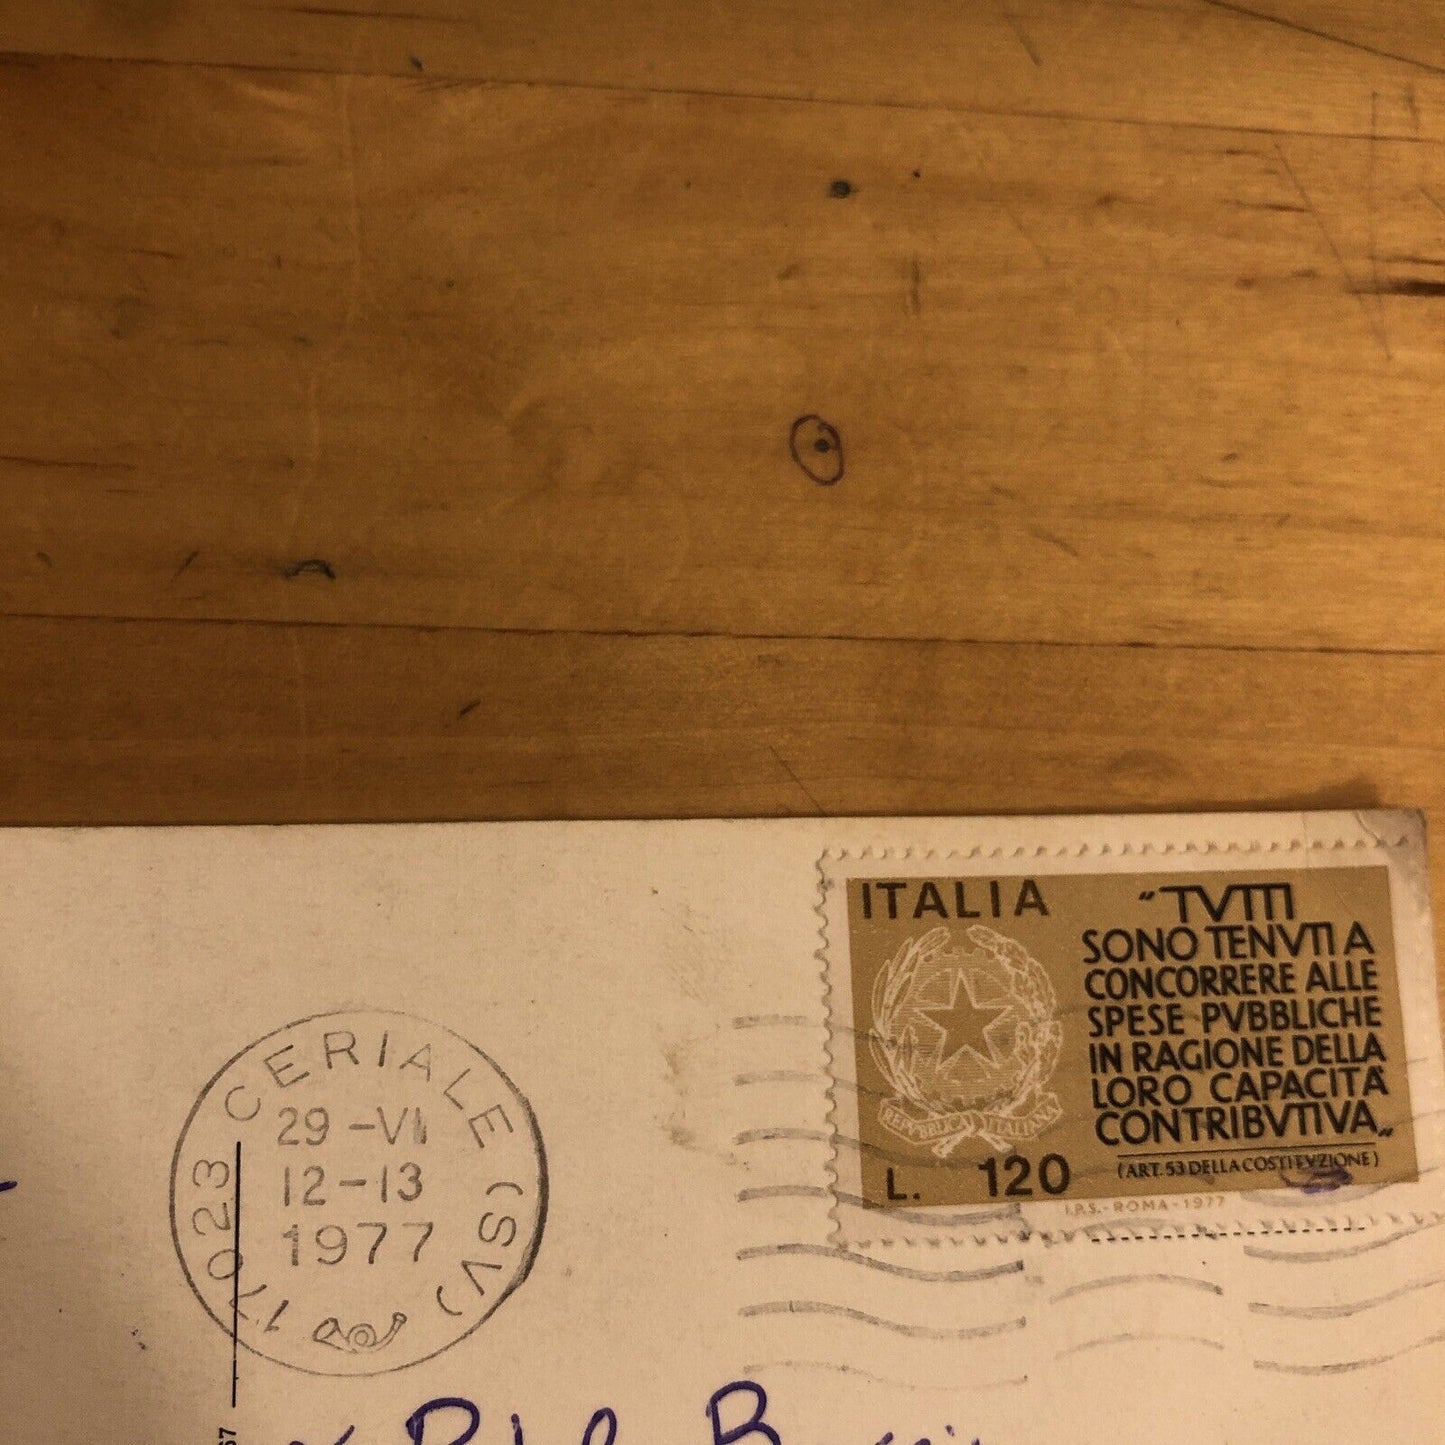 ITALIA
“TVTTI
SONO TENVTI A
CONCORRERE ALLE
SPESE PVBBLICHE
IN RAGIONE DELLA
LORO CAPACITÀ
CONTRIBVTIVA„
(ART. 53 DELLA COSTITVZIONE)
REPVBBLICA ITALIANA
L. 120
I.P.S. - ROMA - 1977
17023 CERIALE (SV)
29 -VI
12-13
1977